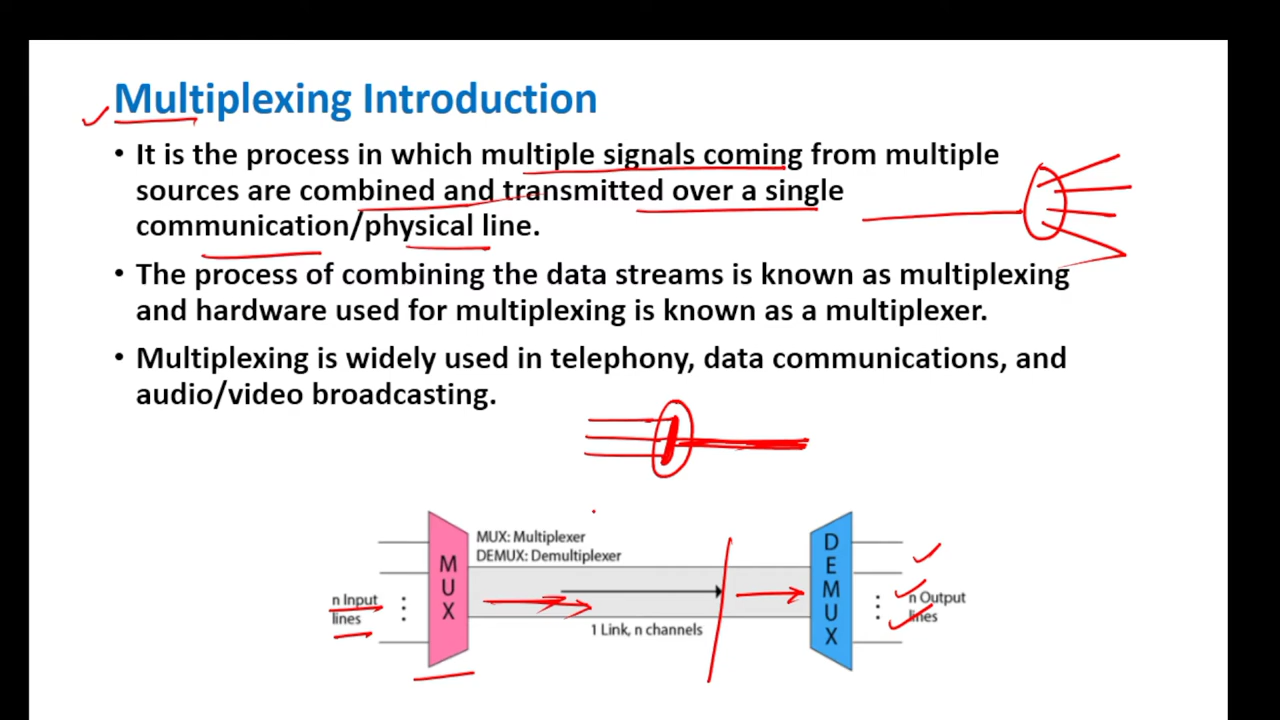 Multiplexing Introduction
• It is the process in which multiple signals coming from multiple
sources are combined and transmitted over a single
communication/physical line.
• The process of combining the data streams is known as multiplexing
and hardware used for multiplexing is known as a multiplexer.
• Multiplexing is widely used in telephony, data communications, and
audio/video broadcasting.
MUX: Multiplexer
DEMUX: Demultiplexer
MUX
n Input
lines
1 Link, n channels
DEMUX
n Output
lines